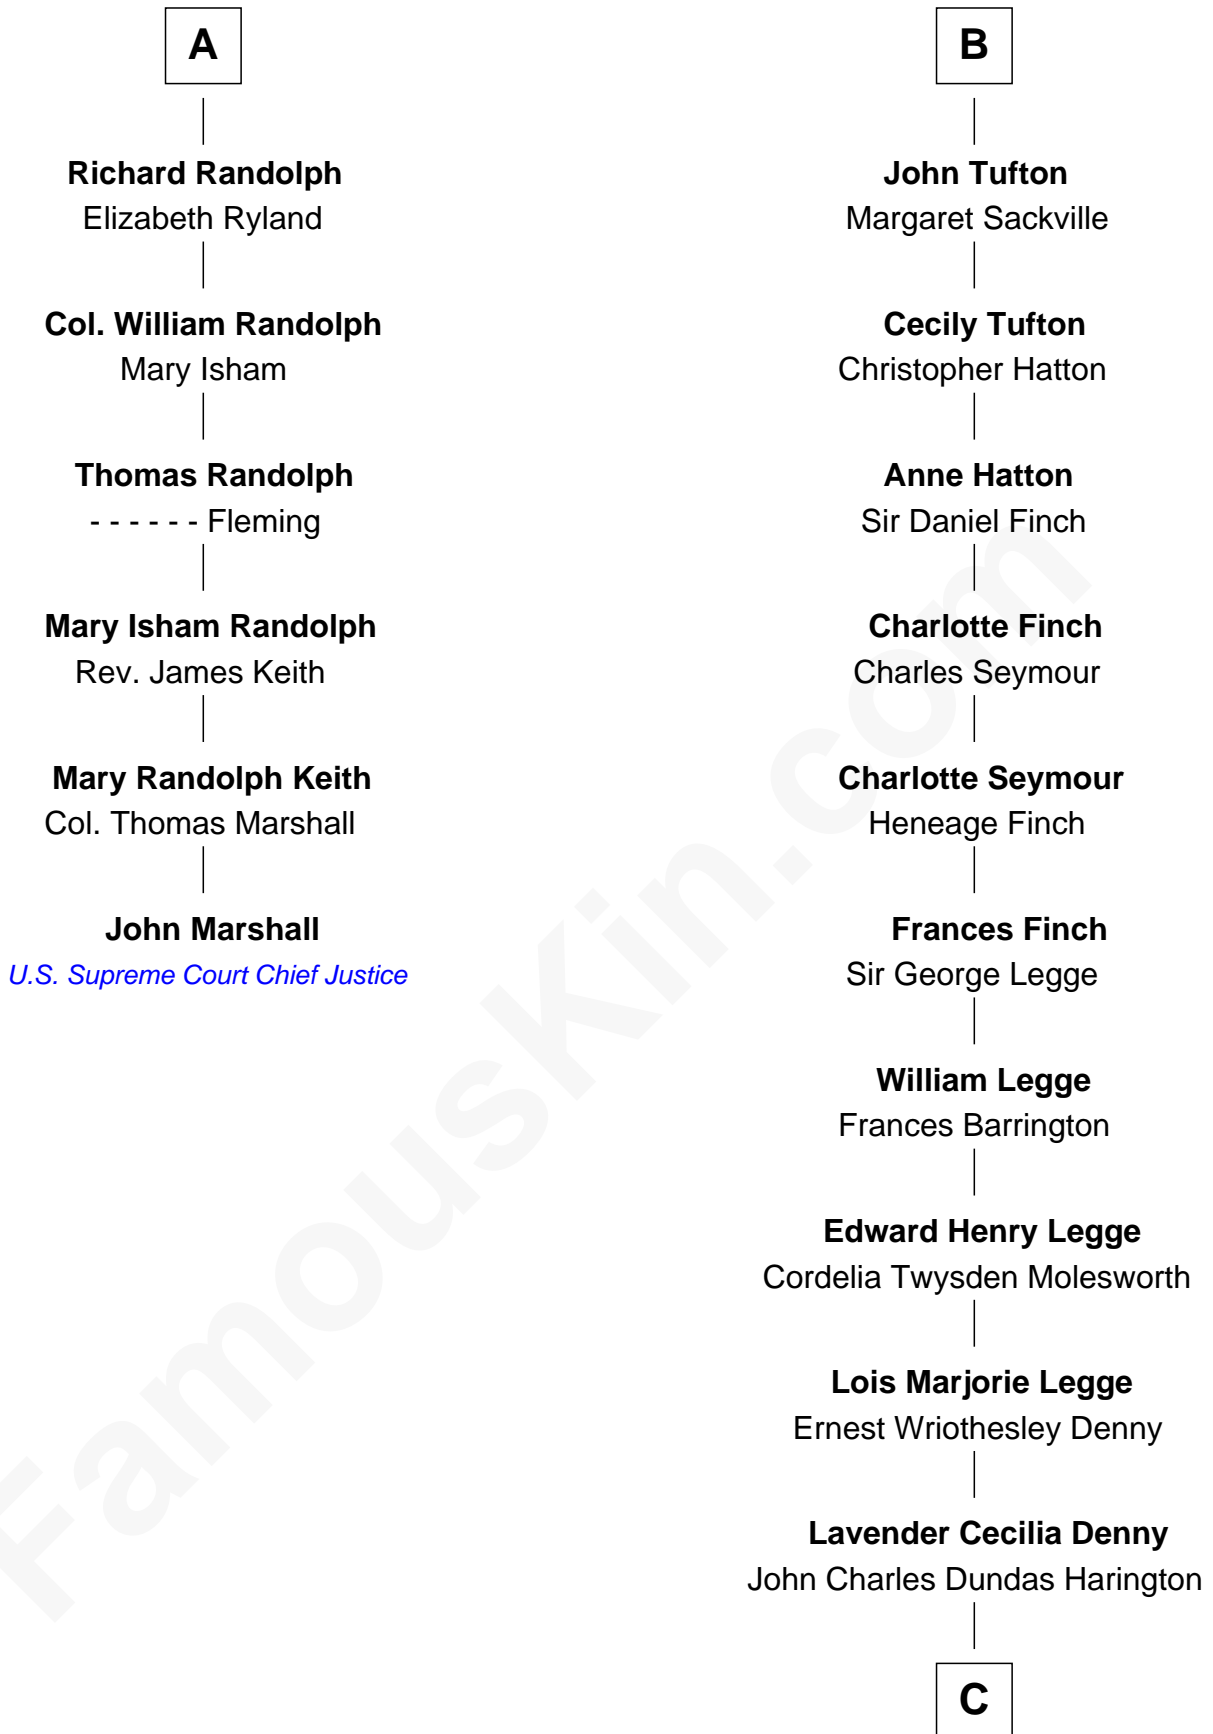 A
Richard Randolph
Elizabeth Ryland
Col. William Randolph
Mary Isham
Thomas Randolph
- - - - - - Fleming
Mary Isham Randolph
Rev. James Keith
Mary Randolph Keith
Col. Thomas Marshall
John Marshall
U.S. Supreme Court Chief Justice
B
John Tufton
Margaret Sackville
Cecily Tufton
Christopher Hatton
Anne Hatton
Sir Daniel Finch
Charlotte Finch
Charles Seymour
Charlotte Seymour
Heneage Finch
Frances Finch
Sir George Legge
William Legge
Frances Barrington
Edward Henry Legge
Cordelia Twysden Molesworth
Lois Marjorie Legge
Ernest Wriothesley Denny
Lavender Cecilia Denny
John Charles Dundas Harington
C
FamousKin.com